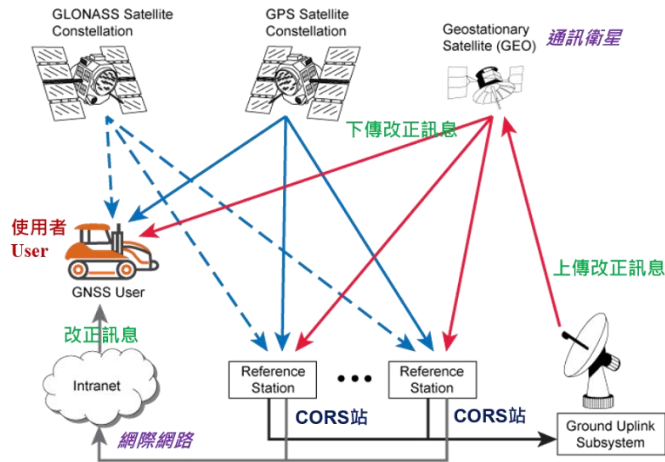 GLONASS Satellite
Constellation
GPS Satellite
Constellation
Geostationary
Satellite (GEO)
通訊衛星
下傳改正訊息
使用者
User
GNSS User
上傳改正訊息
改正訊息
Intranet
網際網路
Reference
Station
CORS站
Reference
Station
CORS站
Ground Uplink
Subsystem